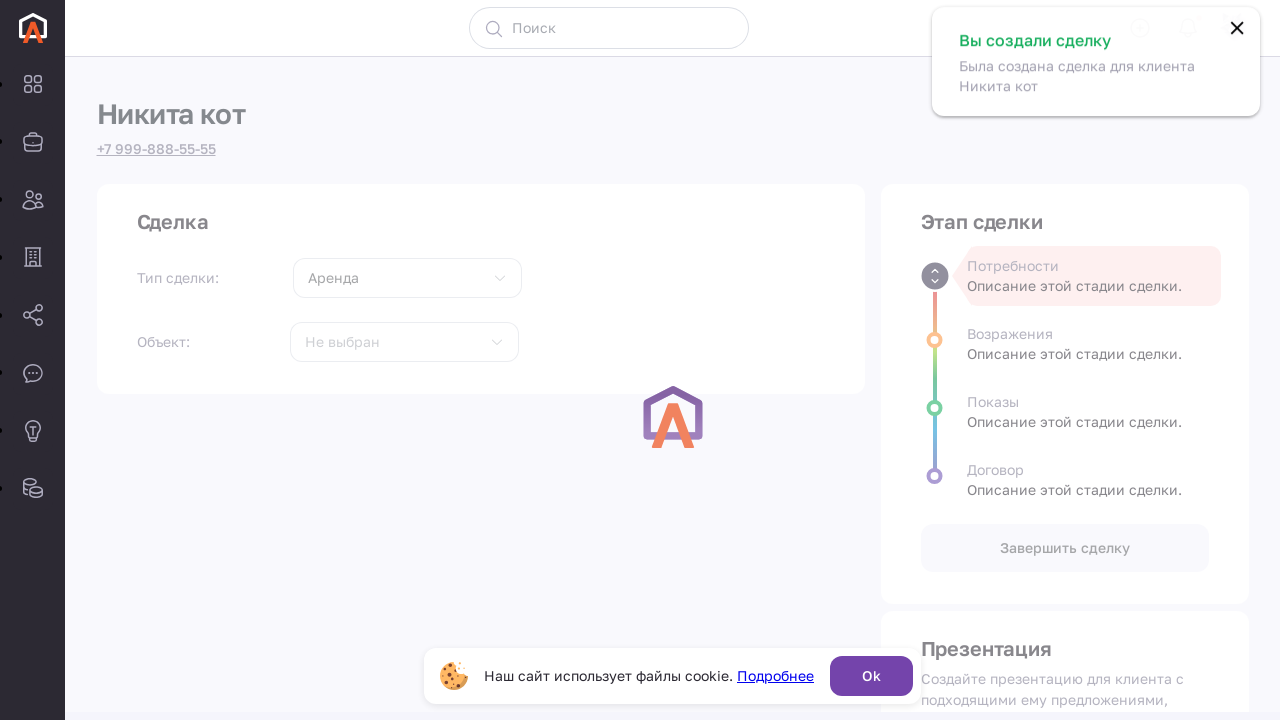 Поиск
Вы создали сделку
Была создана сделка для клиента
Никита кот
Никита кот
+7 999-888-55-55
Сделка
Тип сделки:
Аренда
Объект:
Не выбран
Этап сделки
Потребности
Описание этой стадии сделки.
Возражения
Описание этой стадии сделки.
Показы
Описание этой стадии сделки.
Договор
Описание этой стадии сделки.
Завершить сделку
Презентация
Создайте презентацию для клиента с
подходящими ему предложениями,
Наш сайт использует файлы cookie. Подробнее
Ok